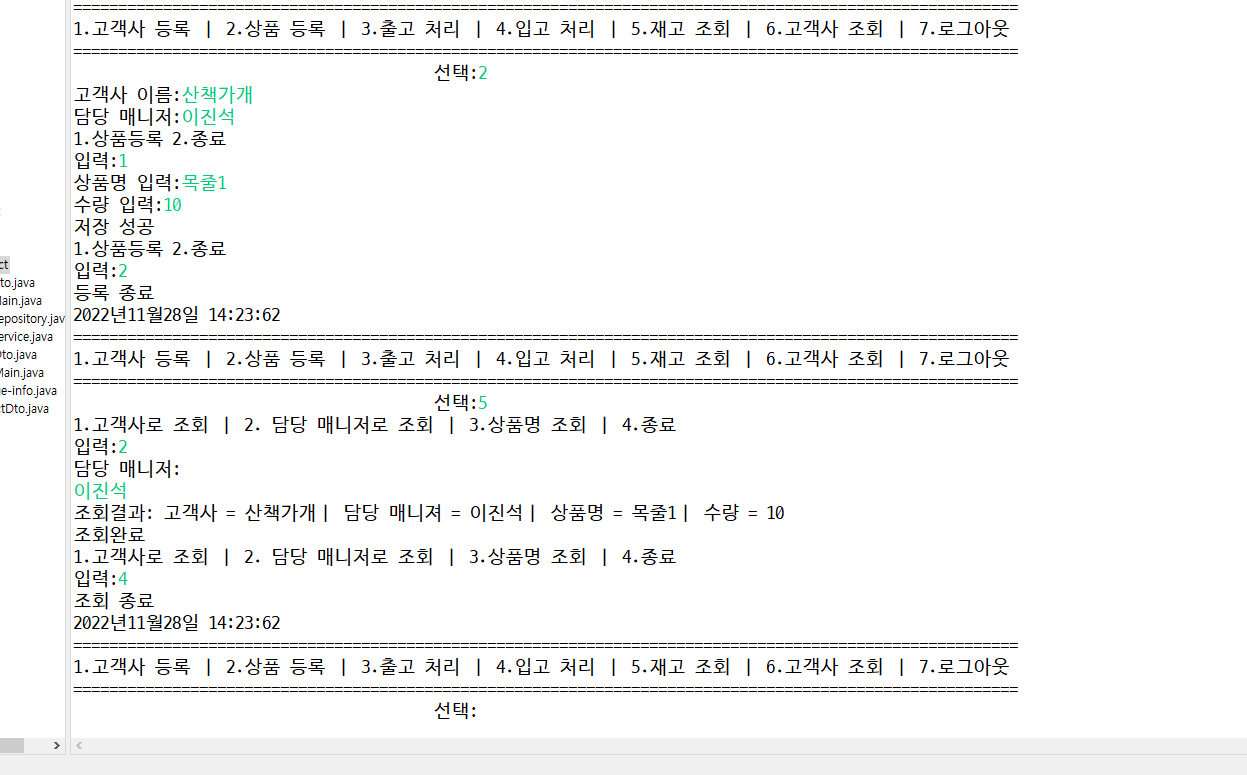 =========================================================================================================
1.고객사 등록 | 2.상품 등록 | 3.출고 처리 | 4.입고 처리 | 5.재고 조회 | 6.고객사 조회 | 7.로그아웃
=========================================================================================================
선택:2
고객사 이름:산책가개
담당 매니저:이진석
1.상품등록 2.종료
입력:1
상품명 입력:목줄1
수량 입력:10
저장 성공
1.상품등록 2.종료
입력:2
등록 종료
2022년11월28일 14:23:62
=========================================================================================================
1.고객사 등록 | 2.상품 등록 | 3.출고 처리 | 4.입고 처리 | 5.재고 조회 | 6.고객사 조회 | 7.로그아웃
=========================================================================================================
선택:5
1.고객사로 조회 | 2. 담당 매니저로 조회 | 3.상품명 조회 | 4.종료
입력:2
담당 매니저:
이진석
조회결과: 고객사 = 산책가개| 담당 매니져 = 이진석| 상품명 = 목줄1| 수량 = 10
조회완료
1.고객사로 조회 | 2. 담당 매니저로 조회 | 3.상품명 조회 | 4.종료
입력:4
조회 종료
2022년11월28일 14:23:62
=========================================================================================================
1.고객사 등록 | 2.상품 등록 | 3.출고 처리 | 4.입고 처리 | 5.재고 조회 | 6.고객사 조회 | 7.로그아웃
=========================================================================================================
선택:
ct
to.java
lain.java
epository.jav
ervice.java
Dto.java
Main.java
e-info.java
tDto.java